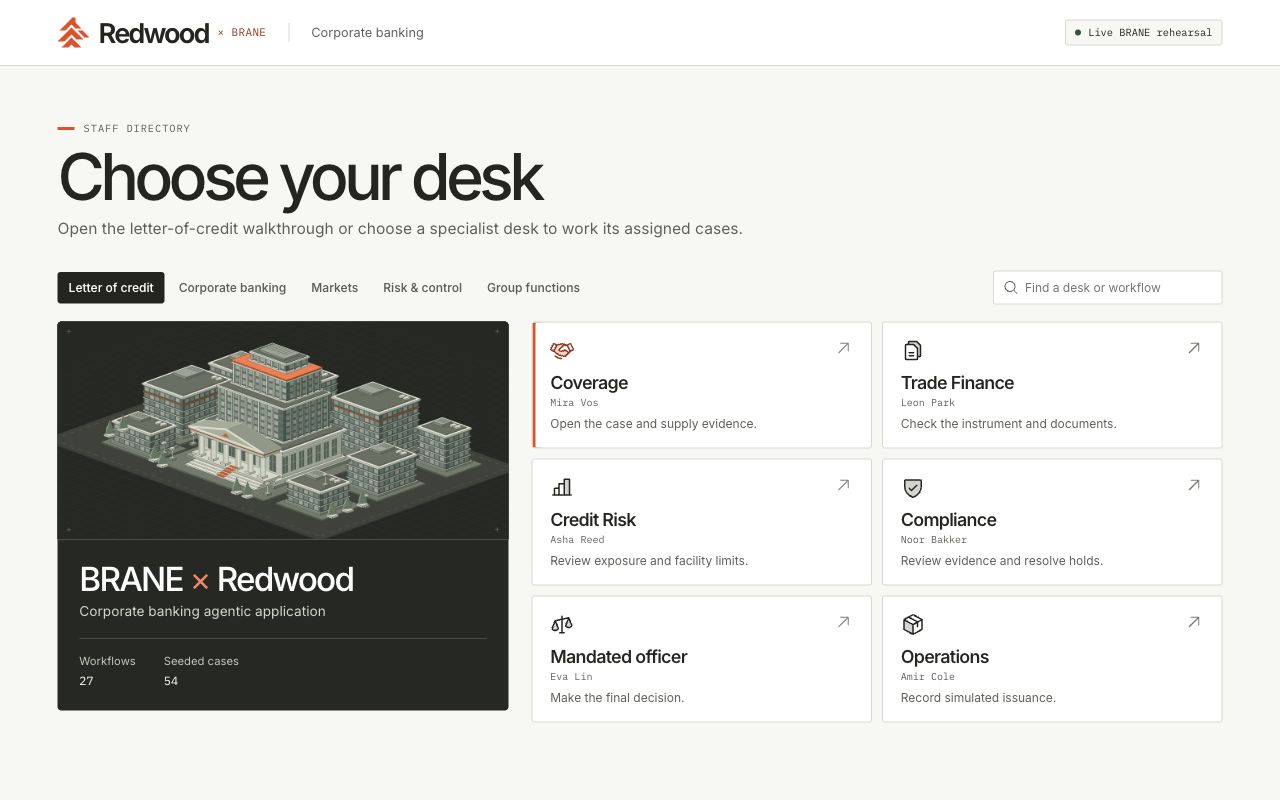 Redwood × BRANE
Corporate banking
Live BRANE rehearsal
STAFF DIRECTORY
Choose your desk
Open the letter-of-credit walkthrough or choose a specialist desk to work its assigned cases.
Letter of credit
Corporate banking
Markets
Risk & control
Group functions
Find a desk or workflow
BRANE × Redwood
Corporate banking agentic application
Workflows
27
Seeded cases
54
Coverage
Mira Vos
Open the case and supply evidence.
Trade Finance
Leon Park
Check the instrument and documents.
Credit Risk
Asha Reed
Review exposure and facility limits.
Compliance
Noor Bakker
Review evidence and resolve holds.
Mandated officer
Eva Lin
Make the final decision.
Operations
Amir Cole
Record simulated issuance.